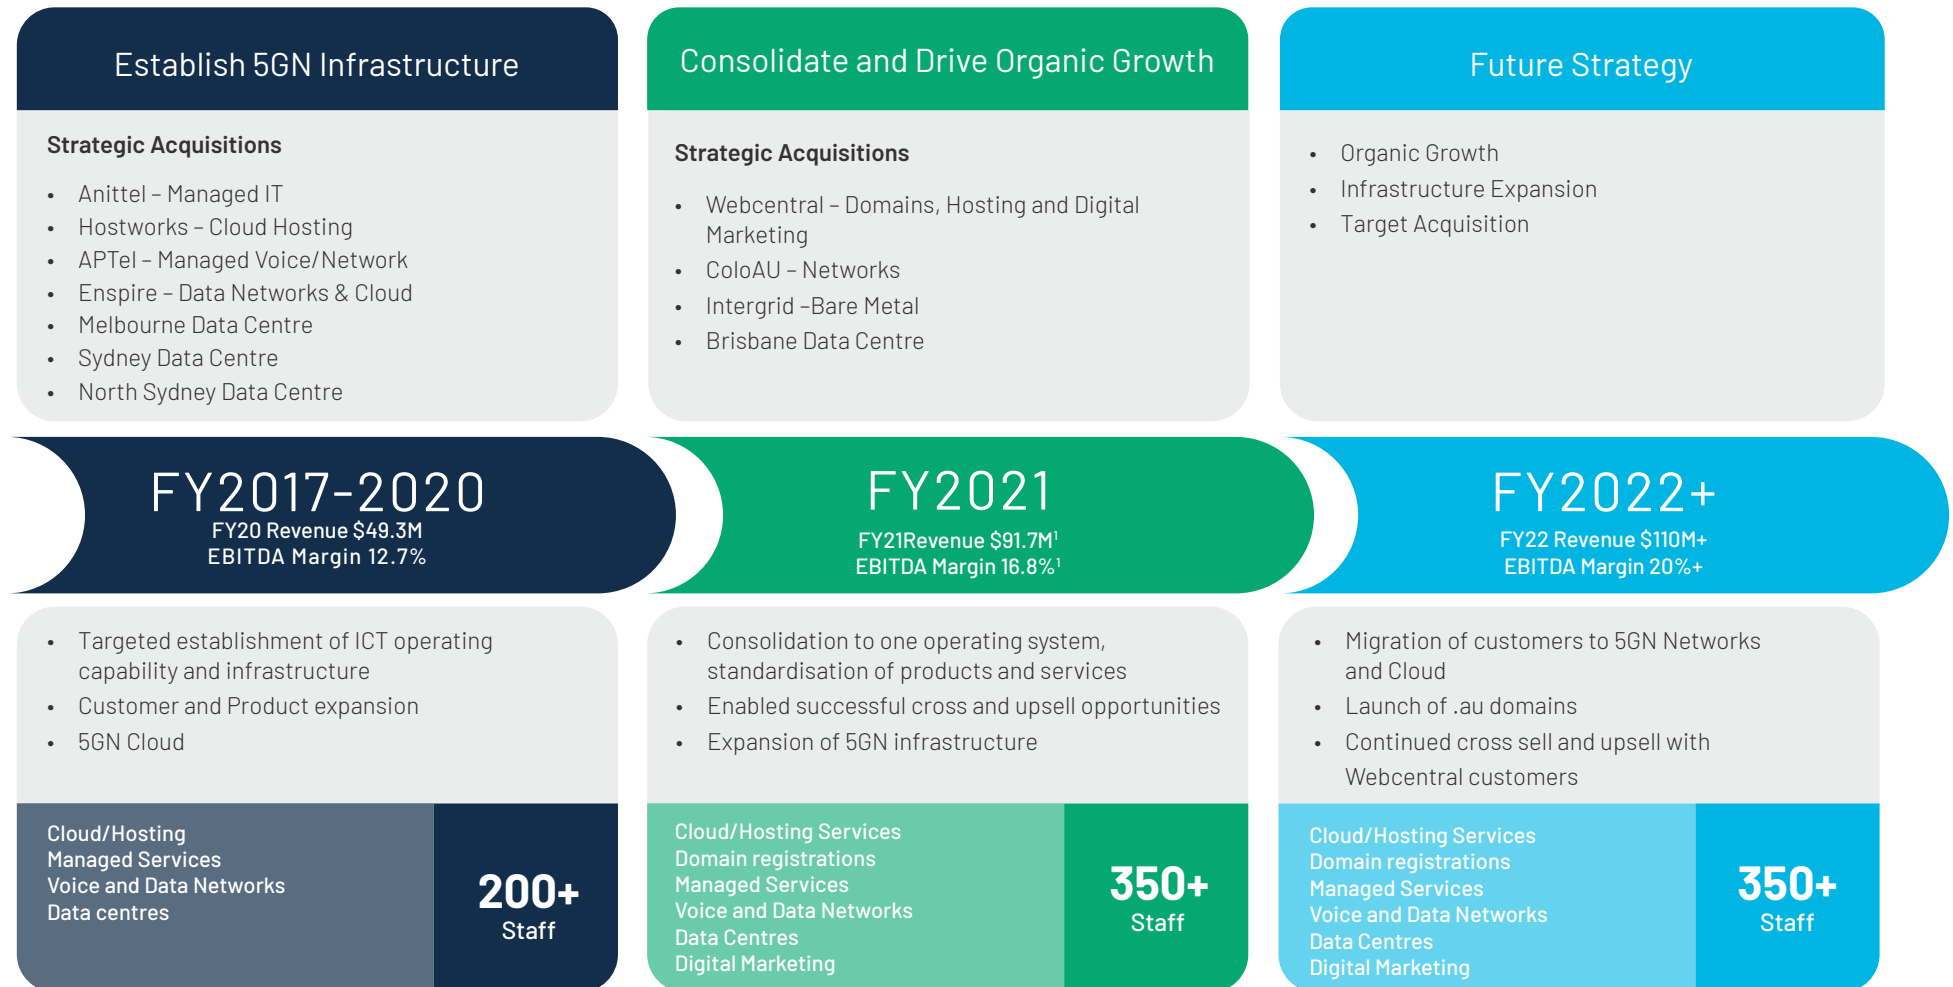 Establish 5GN Infrastructure
Strategic Acquisitions
• Anittel – Managed IT
• Hostworks – Cloud Hosting
• APTel – Managed Voice/Network
• Enspire – Data Networks & Cloud
• Melbourne Data Centre
• Sydney Data Centre
• North Sydney Data Centre
FY2017-2020
FY20 Revenue $49.3M
EBITDA Margin 12.7%
• Targeted establishment of ICT operating
capability and infrastructure
• Customer and Product expansion
• 5GN Cloud
Cloud/Hosting
Managed Services
Voice and Data Networks
Data centres
200+
Staff
Consolidate and Drive Organic Growth
Strategic Acquisitions
• Webcentral – Domains, Hosting and Digital
Marketing
• ColoAU – Networks
• Intergrid –Bare Metal
• Brisbane Data Centre
FY2021
FY21Revenue $91.7M¹
EBITDA Margin 16.8%¹
• Consolidation to one operating system,
standardisation of products and services
• Enabled successful cross and upsell opportunities
• Expansion of 5GN infrastructure
Cloud/Hosting Services
Domain registrations
Managed Services
Voice and Data Networks
Data Centres
Digital Marketing
350+
Staff
Future Strategy
• Organic Growth
• Infrastructure Expansion
• Target Acquisition
FY2022+
FY22 Revenue $110M+
EBITDA Margin 20%+
• Migration of customers to 5GN Networks
and Cloud
• Launch of .au domains
• Continued cross sell and upsell with
Webcentral customers
Cloud/Hosting Services
Domain registrations
Managed Services
Voice and Data Networks
Data Centres
Digital Marketing
350+
Staff